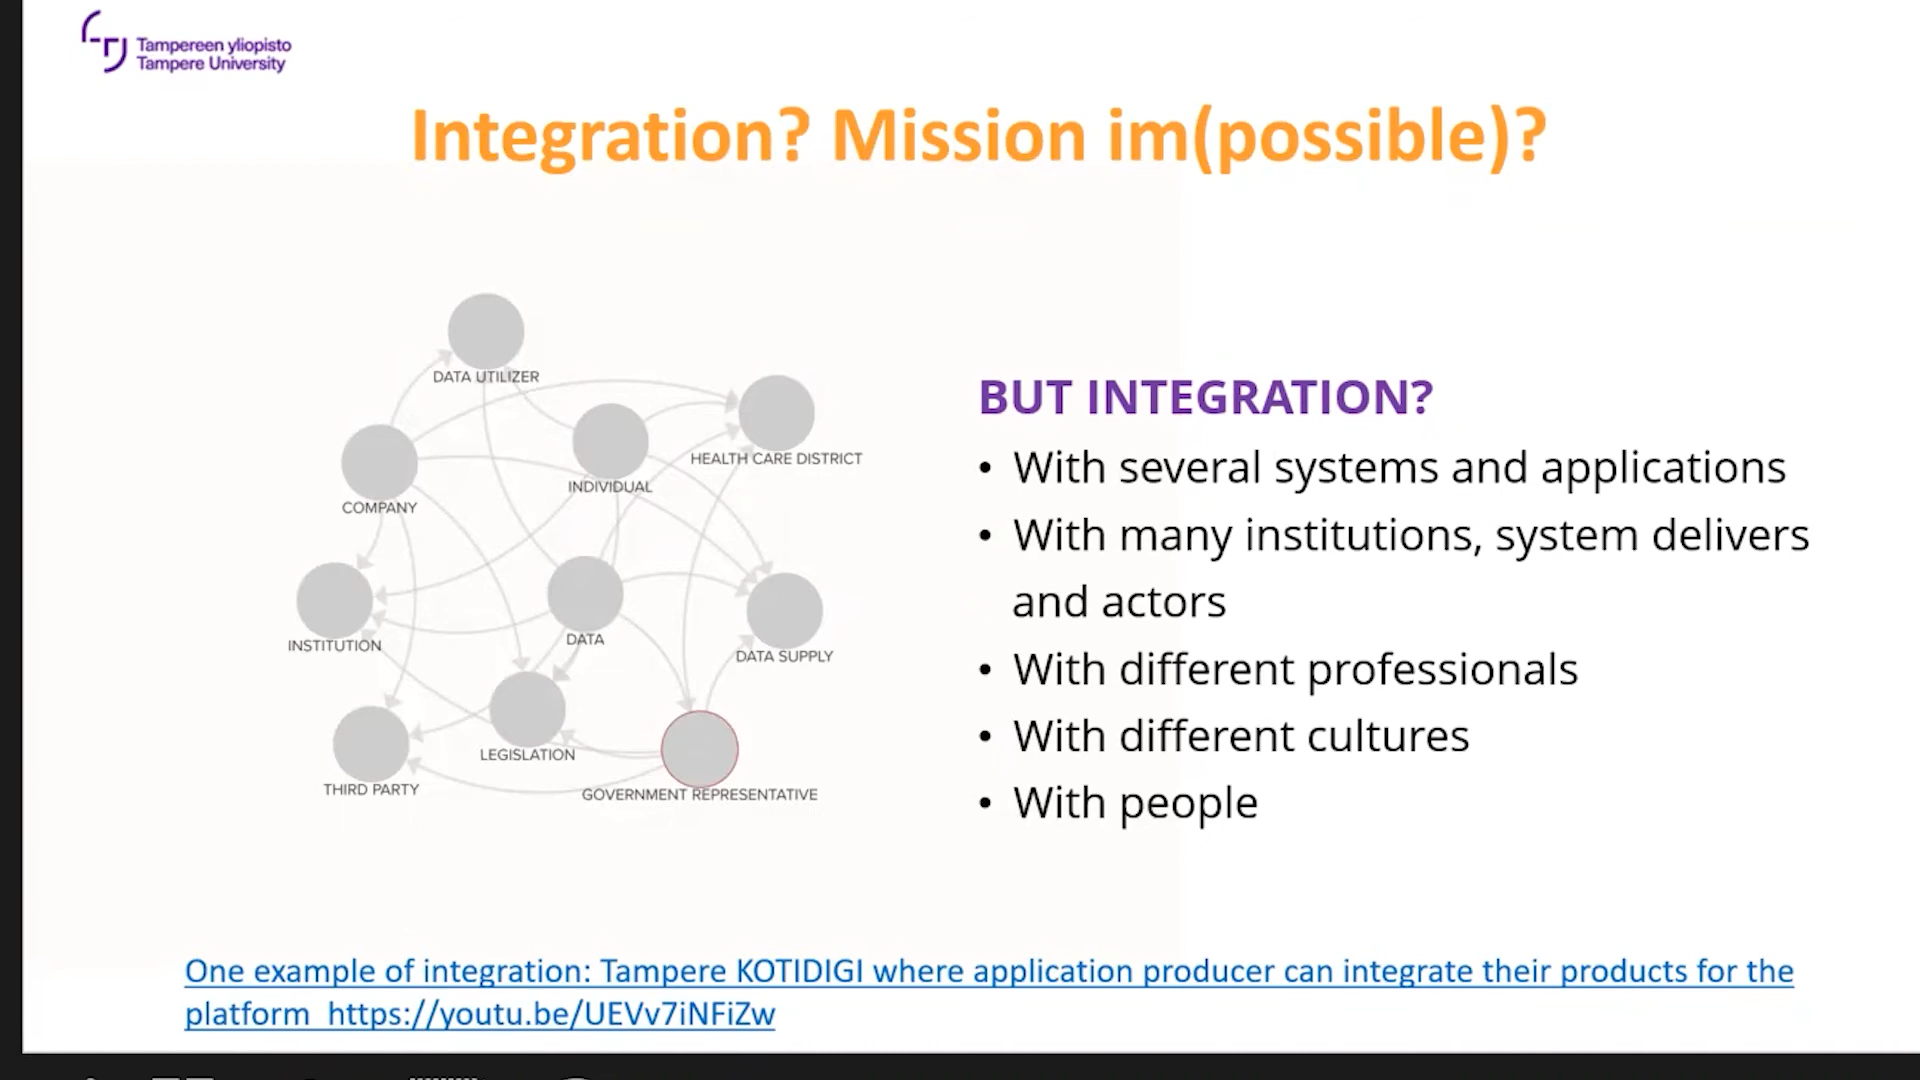 Tampereen yliopisto
Tampere University
Integration? Mission im(possible)?
DATA UTILIZER
HEALTH CARE DISTRICT
INDIVIDUAL
COMPANY
INSTITUTION
DATA
DATA SUPPLY
LEGISLATION
THIRD PARTY
GOVERNMENT REPRESENTATIVE
BUT INTEGRATION?
• With several systems and applications
• With many institutions, system delivers
and actors
• With different professionals
• With different cultures
• With people
One example of integration: Tampere KOTIDIGI where application producer can integrate their products for the
platform https://youtu.be/UEVv7iNFiZw